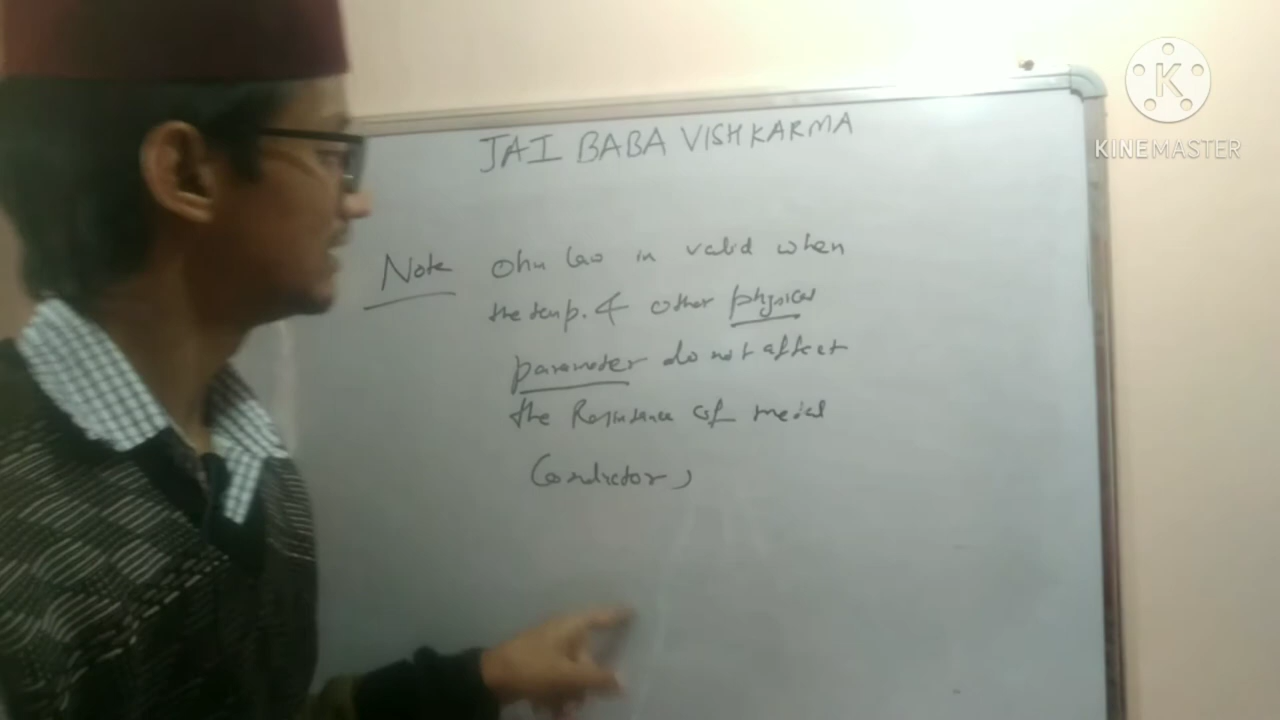 JAI BABA VISHKARMA
Note Ohm law is valid when
the temp. & other physical
parameter do not affect
the Resistance of metal
Conductor,
K
KINEMASTER